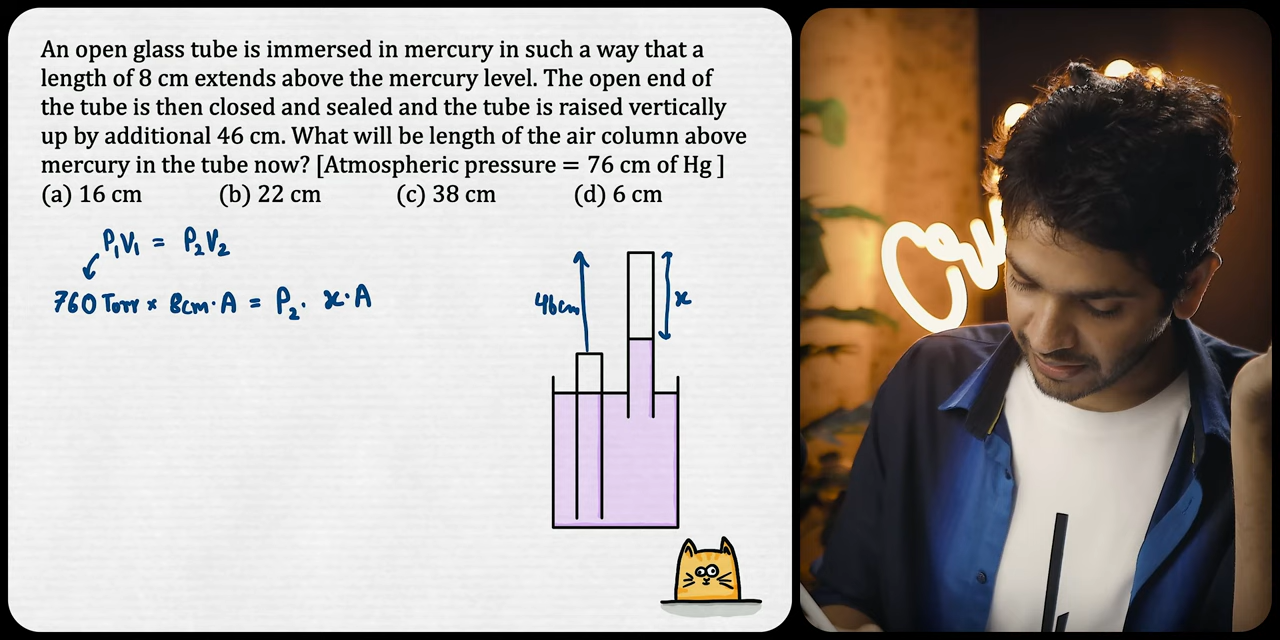 An open glass tube is immersed in mercury in such a way that a
length of 8 cm extends above the mercury level. The open end of
the tube is then closed and sealed and the tube is raised vertically
up by additional 46 cm. What will be length of the air column above
mercury in the tube now? [Atmospheric pressure = 76 cm of Hg ]
(a) 16 cm (b) 22 cm (c) 38 cm (d) 6 cm
P₁V₁ = P₂V₂
760 Torr × 8cm·A = P₂· x·A
46cm
x